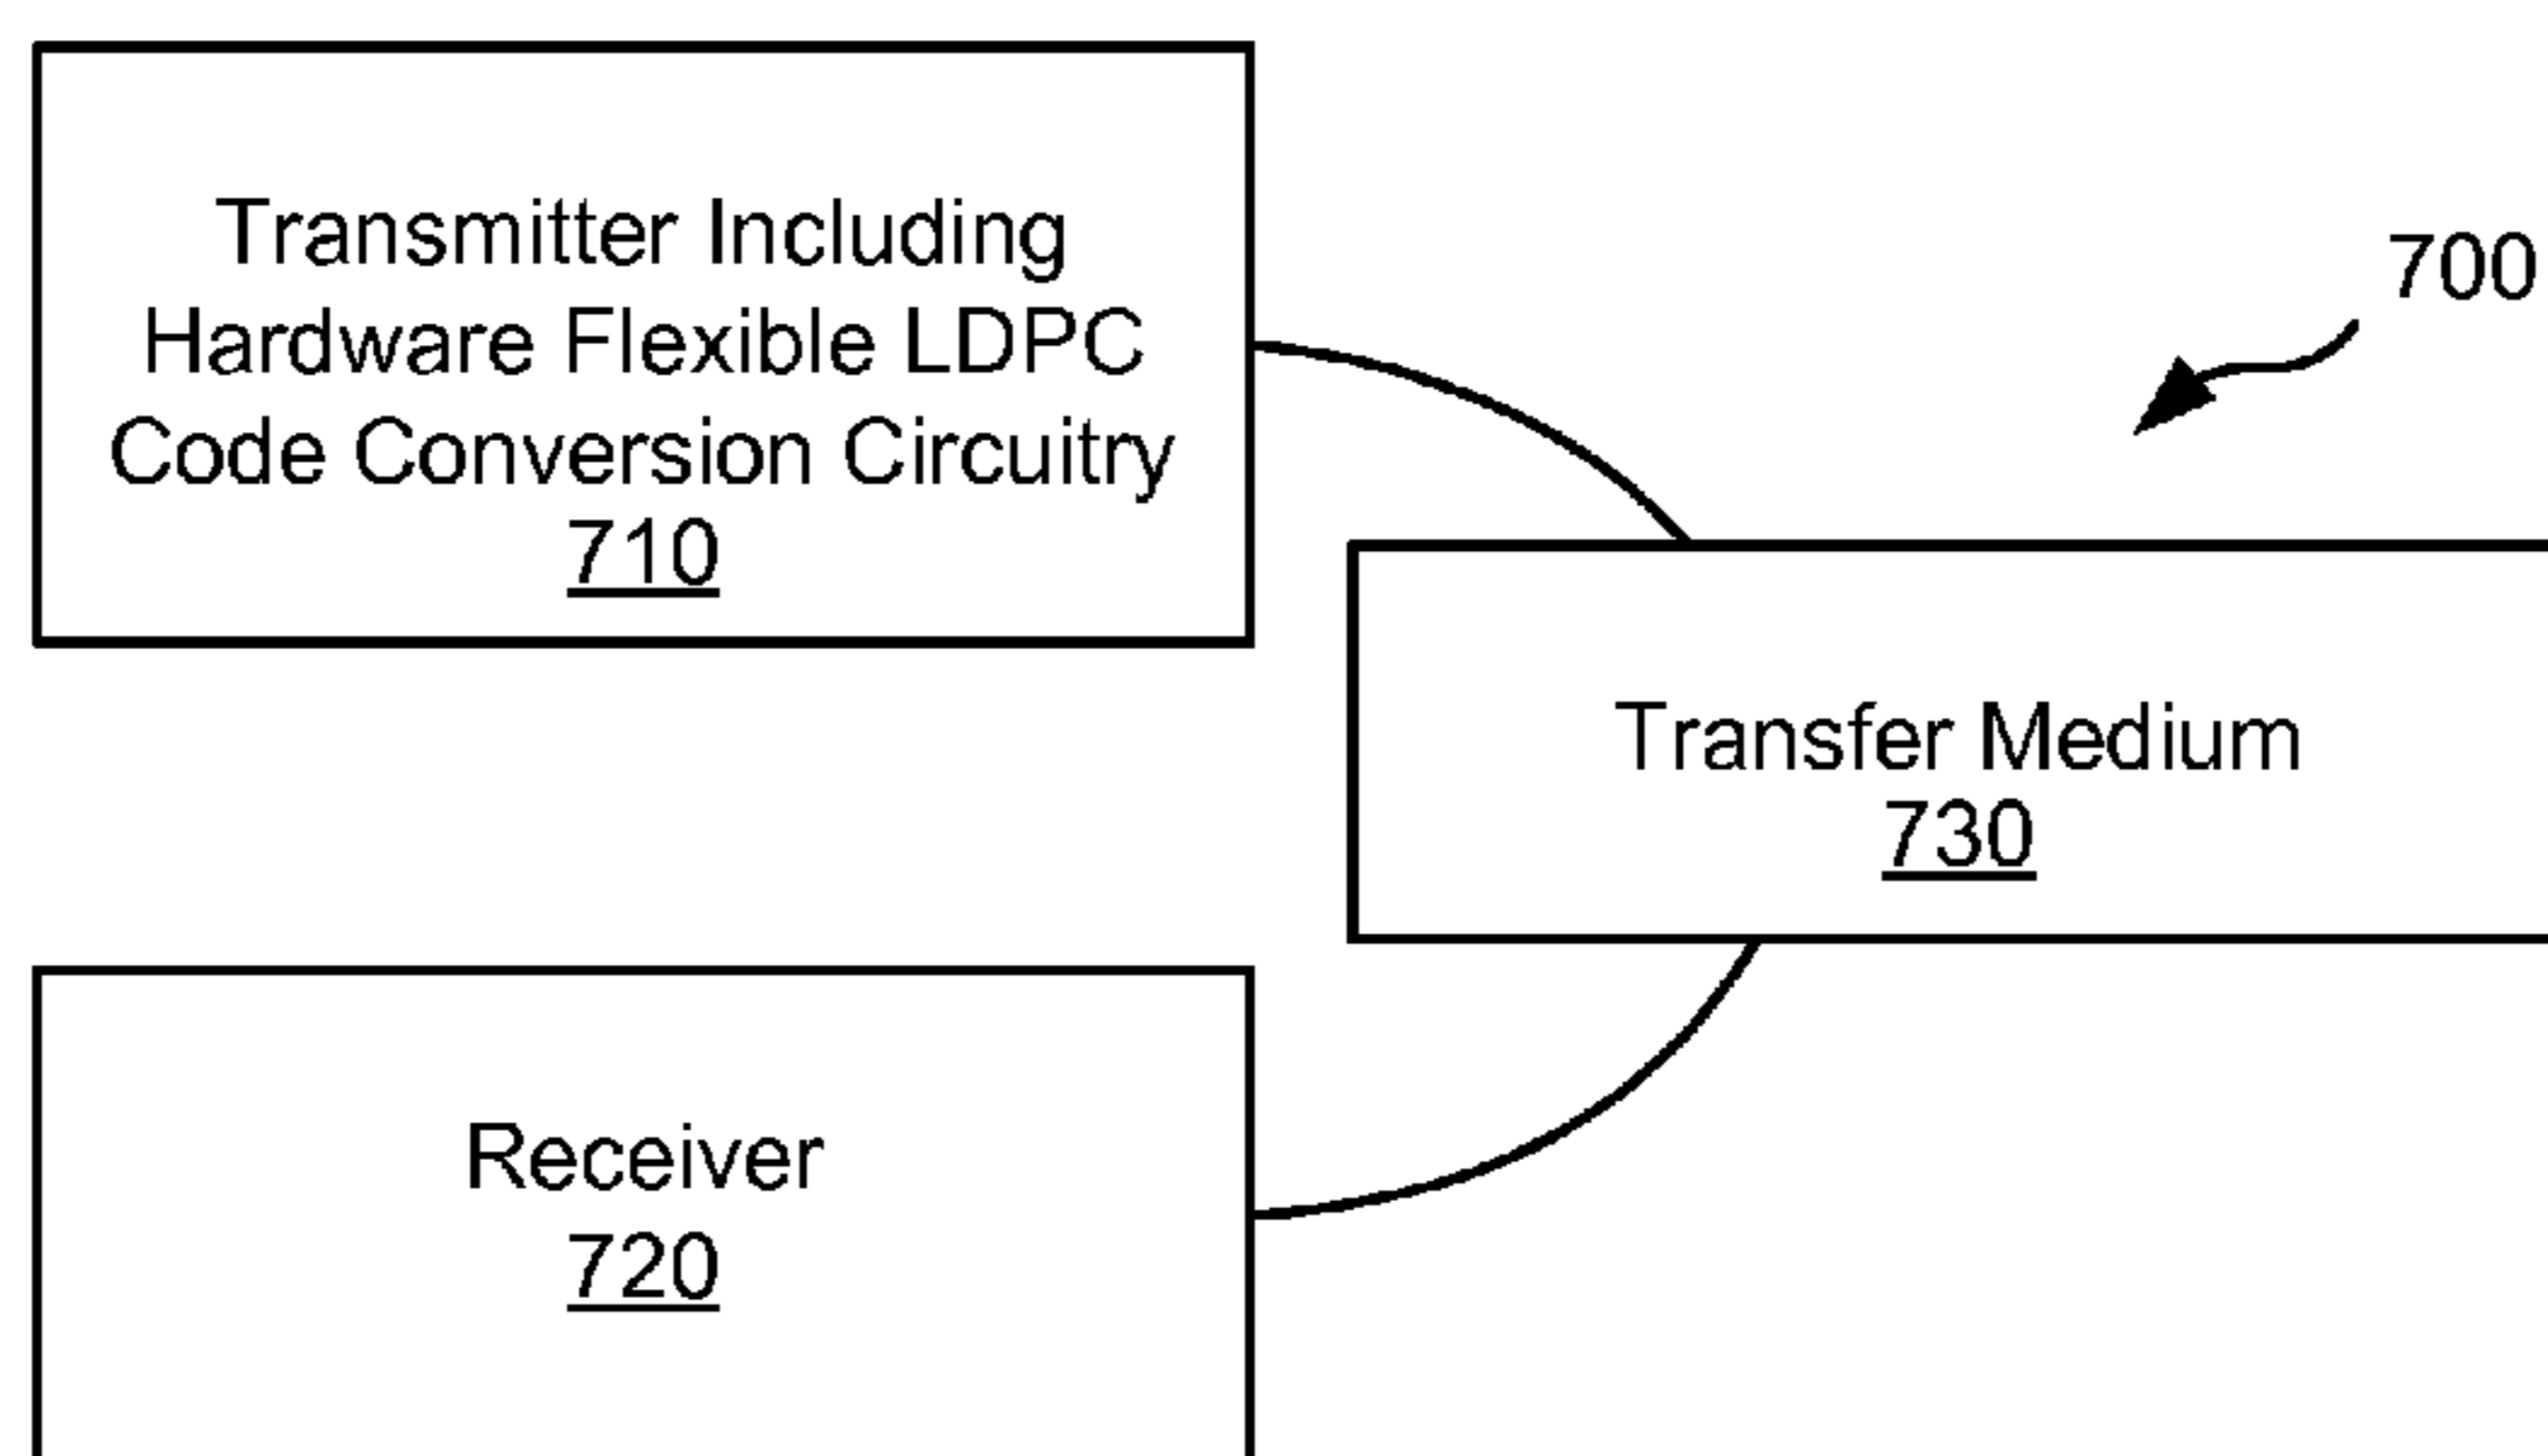 Transmitter Including
Hardware Flexible LDPC
Code Conversion Circuitry
710
700
Transfer Medium
730
Receiver
720